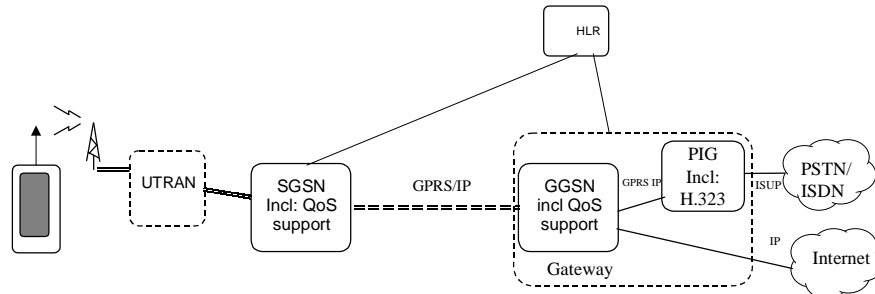 HLR
UTRAN
SGSN
Incl: QoS
support
GPRS/IP
GGSN
incl QoS
support
GPRS IP
PIG
Incl:
H.323
ISUP
PSTN/
ISDN
IP
Internet
Gateway